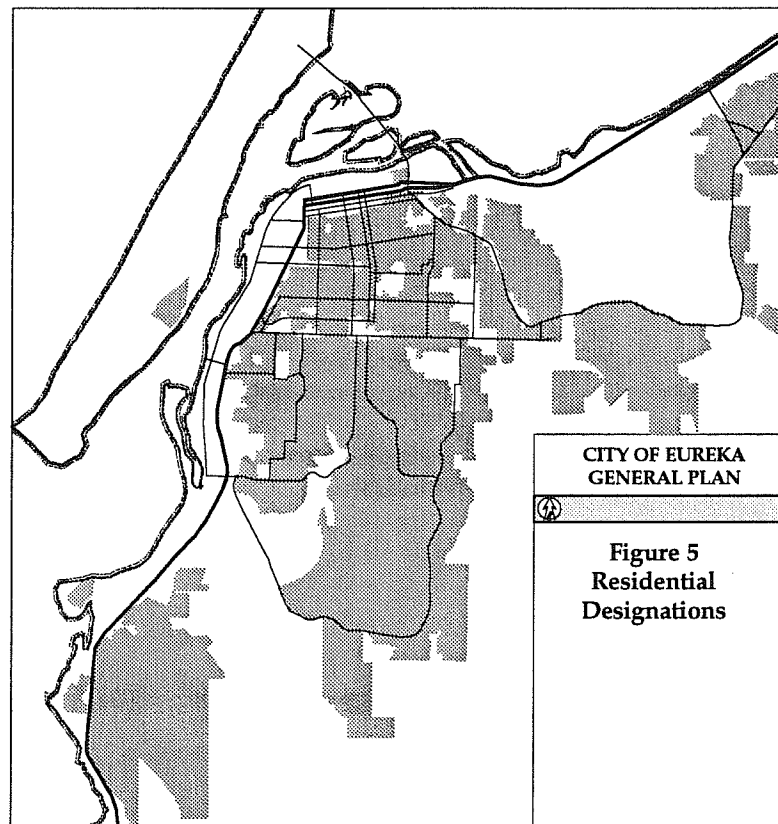 CITY OF EUREKA
GENERAL PLAN
Figure 5
Residential
Designations